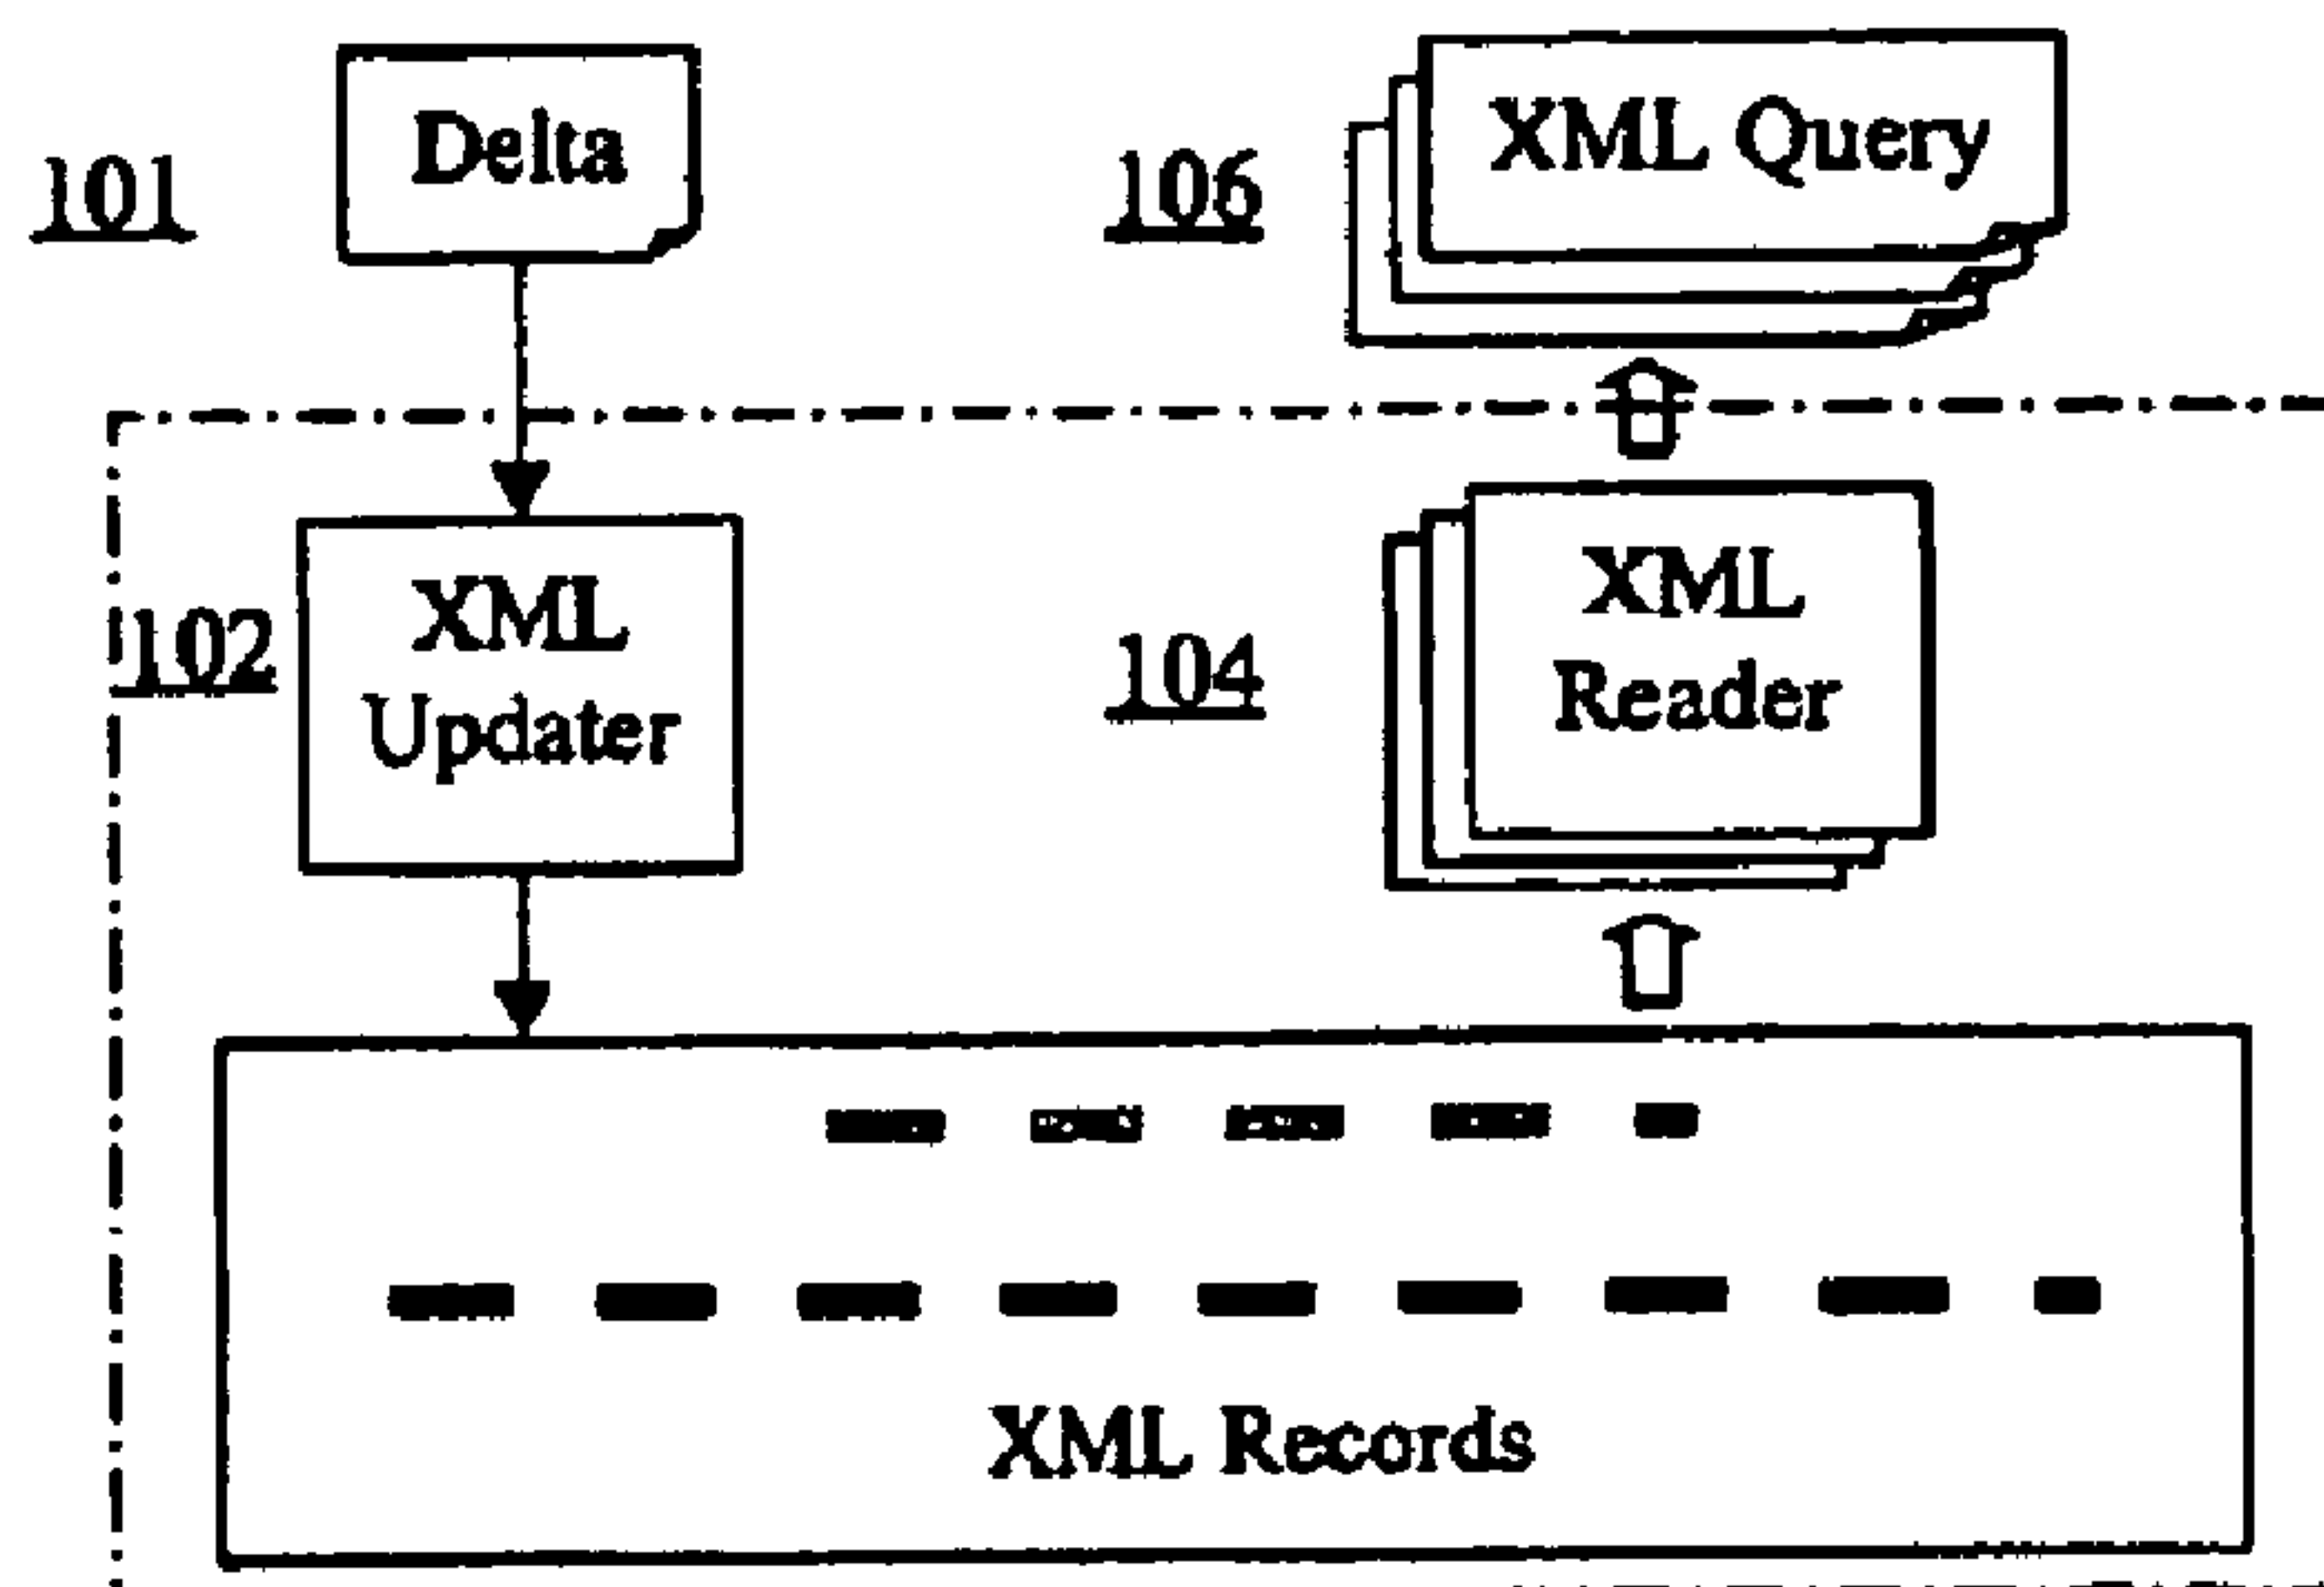 101
Delta
106
XML Query
102
XML
Updater
104
XML
Reader
XML Records